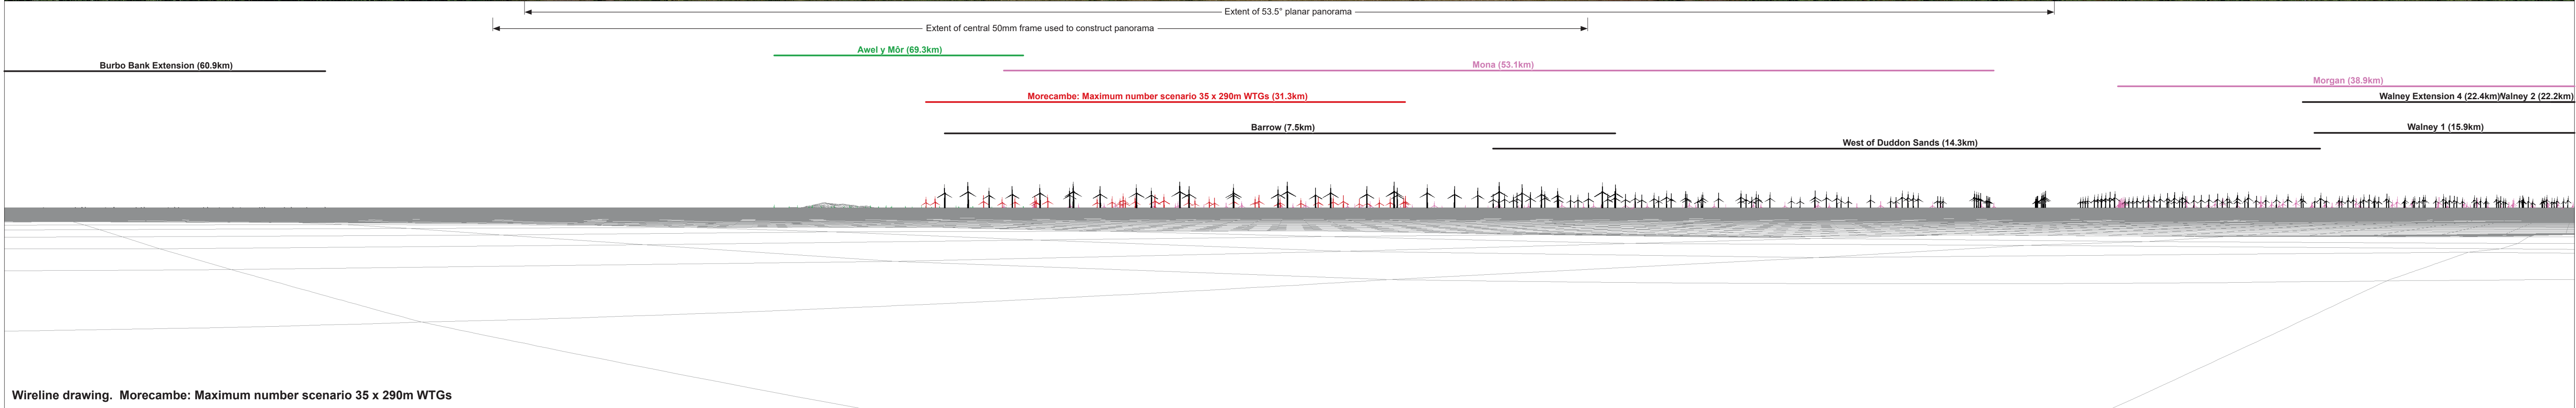 Extent of 53.5° planar panorama
Extent of central 50mm frame used to construct panorama
Awel y Môr (69.3km)
Burbo Bank Extension (60.9km)
Mona (53.1km)
Morgan (38.9km)
Morecambe: Maximum number scenario 35 x 290m WTGs (31.3km)
Walney Extension 4 (22.4km)
Walney 2 (22.2km)
Barrow (7.5km)
Walney 1 (15.9km)
West of Duddon Sands (14.3km)
Wireline drawing. Morecambe: Maximum number scenario 35 x 290m WTGs